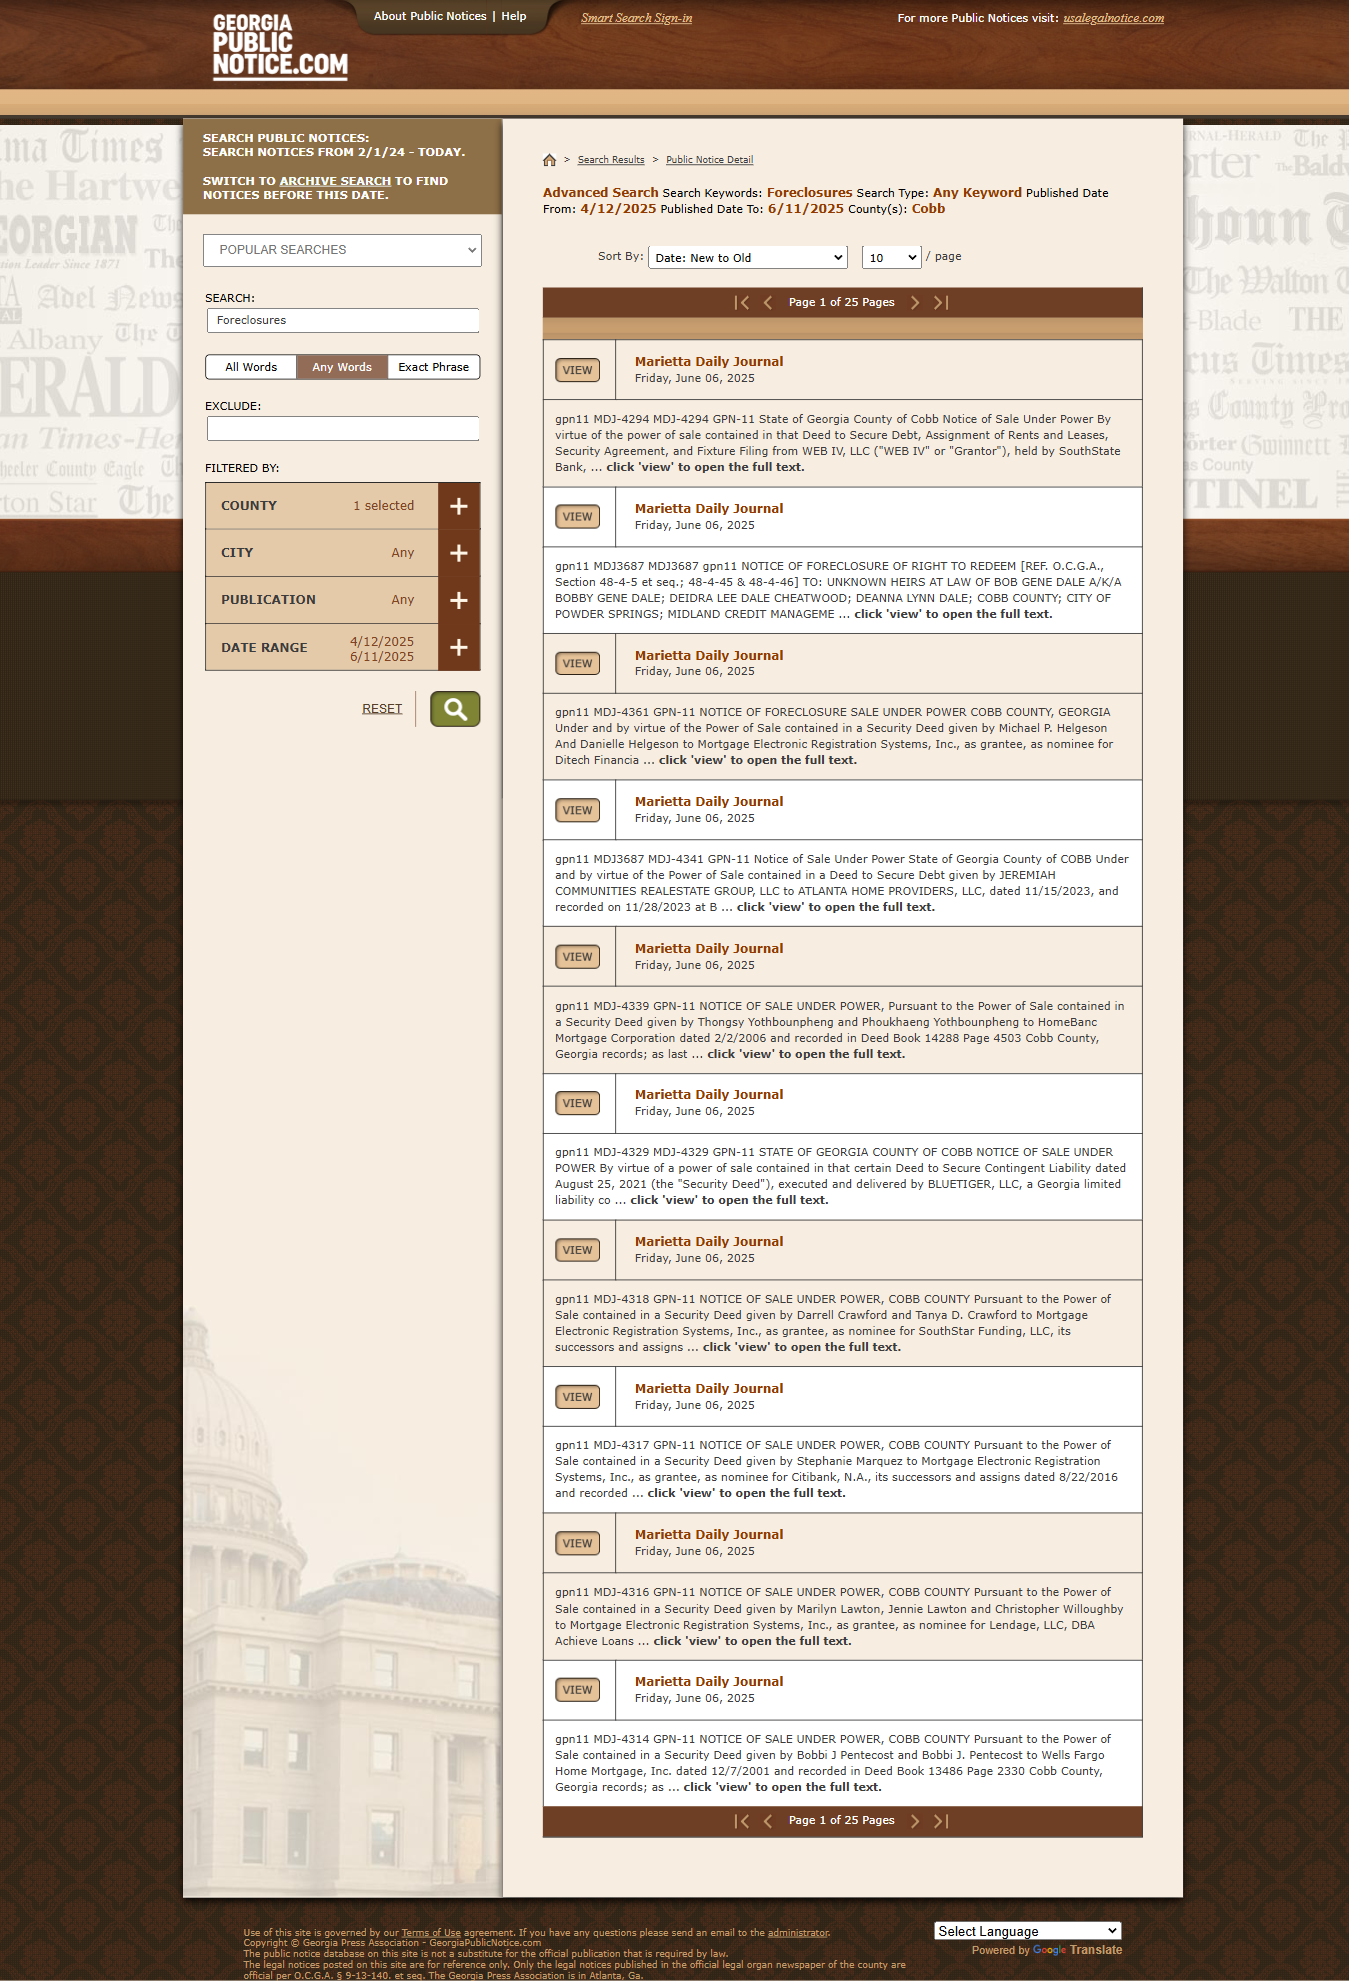 GEORGIA
PUBLIC
NOTICE.COM
About Public Notices | Help
Smart Search Sign-in
For more Public Notices visit: usalegalnotice.com
SEARCH PUBLIC NOTICES:
SEARCH NOTICES FROM 2/1/24 - TODAY.
SWITCH TO ARCHIVE SEARCH TO FIND
NOTICES BEFORE THIS DATE.
POPULAR SEARCHES
SEARCH:
Foreclosures
All Words
Any Words
Exact Phrase
EXCLUDE:
FILTERED BY:
COUNTY 1 selected
CITY Any
PUBLICATION Any
DATE RANGE 4/12/2025
6/11/2025
RESET
> Search Results > Public Notice Detail
Advanced Search Search Keywords: Foreclosures Search Type: Any Keyword Published Date
From: 4/12/2025 Published Date To: 6/11/2025 County(s): Cobb
Sort By: Date: New to Old 10 / page
Page 1 of 25 Pages
VIEW
Marietta Daily Journal
Friday, June 06, 2025
gpn11 MDJ-4294 MDJ-4294 GPN-11 State of Georgia County of Cobb Notice of Sale Under Power By
virtue of the power of sale contained in that Deed to Secure Debt, Assignment of Rents and Leases,
Security Agreement, and Fixture Filing from WEB IV, LLC ("WEB IV" or "Grantor"), held by SouthState
Bank, ... click 'view' to open the full text.
VIEW
Marietta Daily Journal
Friday, June 06, 2025
gpn11 MDJ3687 MDJ3687 gpn11 NOTICE OF FORECLOSURE OF RIGHT TO REDEEM [REF. O.C.G.A.,
Section 48-4-5 et seq.; 48-4-45 & 48-4-46] TO: UNKNOWN HEIRS AT LAW OF BOB GENE DALE A/K/A
BOBBY GENE DALE; DEIDRA LEE DALE CHEATWOOD; DEANNA LYNN DALE; COBB COUNTY; CITY OF
POWDER SPRINGS; MIDLAND CREDIT MANAGEME ... click 'view' to open the full text.
VIEW
Marietta Daily Journal
Friday, June 06, 2025
gpn11 MDJ-4361 GPN-11 NOTICE OF FORECLOSURE SALE UNDER POWER COBB COUNTY, GEORGIA
Under and by virtue of the Power of Sale contained in a Security Deed given by Michael P. Helgeson
And Danielle Helgeson to Mortgage Electronic Registration Systems, Inc., as grantee, as nominee for
Ditech Financia ... click 'view' to open the full text.
VIEW
Marietta Daily Journal
Friday, June 06, 2025
gpn11 MDJ3687 MDJ-4341 GPN-11 Notice of Sale Under Power State of Georgia County of COBB Under
and by virtue of the Power of Sale contained in a Deed to Secure Debt given by JEREMIAH
COMMUNITIES REALESTATE GROUP, LLC to ATLANTA HOME PROVIDERS, LLC, dated 11/15/2023, and
recorded on 11/28/2023 at B ... click 'view' to open the full text.
VIEW
Marietta Daily Journal
Friday, June 06, 2025
gpn11 MDJ-4339 GPN-11 NOTICE OF SALE UNDER POWER, Pursuant to the Power of Sale contained in
a Security Deed given by Thongsy Yothbounpheng and Phoukhaeng Yothbounpheng to HomeBanc
Mortgage Corporation dated 2/2/2006 and recorded in Deed Book 14288 Page 4503 Cobb County,
Georgia records; as last ... click 'view' to open the full text.
VIEW
Marietta Daily Journal
Friday, June 06, 2025
gpn11 MDJ-4329 MDJ-4329 GPN-11 STATE OF GEORGIA COUNTY OF COBB NOTICE OF SALE UNDER
POWER By virtue of a power of sale contained in that certain Deed to Secure Contingent Liability dated
August 25, 2021 (the "Security Deed"), executed and delivered by BLUETIGER, LLC, a Georgia limited
liability co ... click 'view' to open the full text.
VIEW
Marietta Daily Journal
Friday, June 06, 2025
gpn11 MDJ-4318 GPN-11 NOTICE OF SALE UNDER POWER, COBB COUNTY Pursuant to the Power of
Sale contained in a Security Deed given by Darrell Crawford and Tanya D. Crawford to Mortgage
Electronic Registration Systems, Inc., as grantee, as nominee for SouthStar Funding, LLC, its
successors and assigns ... click 'view' to open the full text.
VIEW
Marietta Daily Journal
Friday, June 06, 2025
gpn11 MDJ-4317 GPN-11 NOTICE OF SALE UNDER POWER, COBB COUNTY Pursuant to the Power of
Sale contained in a Security Deed given by Stephanie Marquez to Mortgage Electronic Registration
Systems, Inc., as grantee, as nominee for Citibank, N.A., its successors and assigns dated 8/22/2016
and recorded ... click 'view' to open the full text.
VIEW
Marietta Daily Journal
Friday, June 06, 2025
gpn11 MDJ-4316 GPN-11 NOTICE OF SALE UNDER POWER, COBB COUNTY Pursuant to the Power of
Sale contained in a Security Deed given by Marilyn Lawton, Jennie Lawton and Christopher Willoughby
to Mortgage Electronic Registration Systems, Inc., as grantee, as nominee for Lendage, LLC, DBA
Achieve Loans ... click 'view' to open the full text.
VIEW
Marietta Daily Journal
Friday, June 06, 2025
gpn11 MDJ-4314 GPN-11 NOTICE OF SALE UNDER POWER, COBB COUNTY Pursuant to the Power of
Sale contained in a Security Deed given by Bobbi J Pentecost and Bobbi J. Pentecost to Wells Fargo
Home Mortgage, Inc. dated 12/7/2001 and recorded in Deed Book 13486 Page 2330 Cobb County,
Georgia records; as ... click 'view' to open the full text.
Page 1 of 25 Pages
Use of this site is governed by our Terms of Use agreement. If you have any questions please send an email to the administrator.
Copyright © Georgia Press Association - GeorgiaPublicNotice.com
The public notice database on this site is not a substitute for the official publication that is required by law.
The legal notices posted on this site are for reference only. Only the legal notices published in the official legal organ newspaper of the county are
official per O.C.G.A. § 9-13-140. et seq. The Georgia Press Association is in Atlanta, Ga.
Select Language
Powered by Google Translate